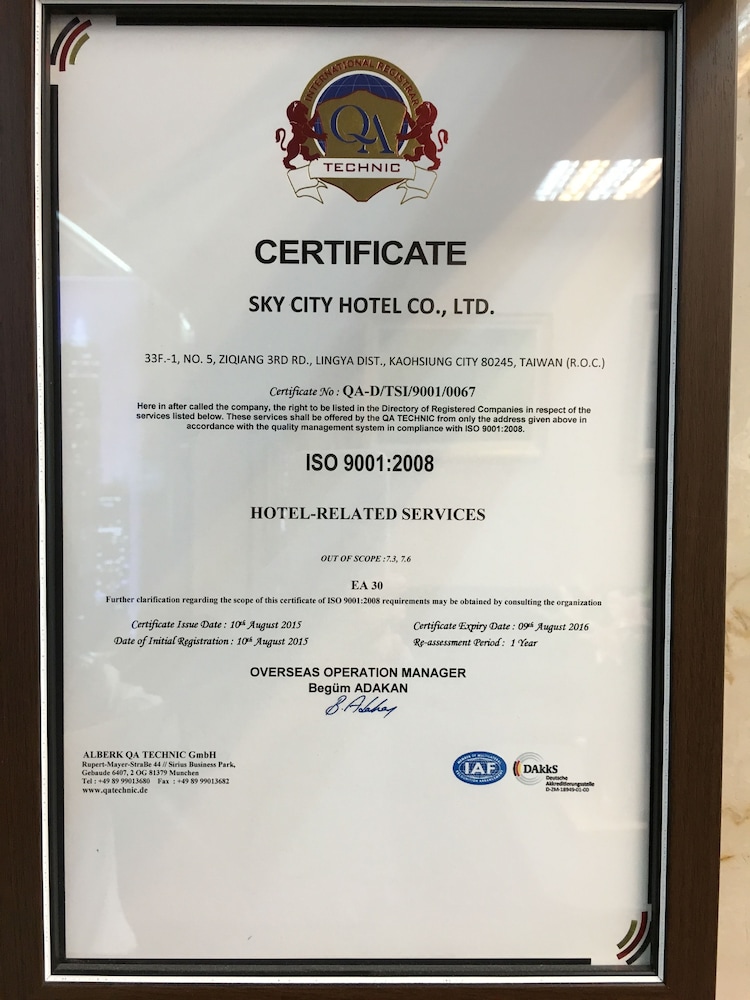 INTERNATIONAL REGISTRAR
QA
TECHNIC
CERTIFICATE
SKY CITY HOTEL CO., LTD.
33F.-1, NO. 5, ZIQIANG 3RD RD., LINGYA DIST., KAOHSIUNG CITY 80245, TAIWAN (R.O.C.)
Certificate No : QA-D/TSI/9001/0067
Here in after called the company, the right to be listed in the Directory of Registered Companies in respect of the
services listed below. These services shall be offered by the QA TECHNIC from only the address given above in
accordance with the quality management system in compliance with ISO 9001:2008.
ISO 9001:2008
HOTEL-RELATED SERVICES
OUT OF SCOPE :7.3, 7.6
EA 30
Further clarification regarding the scope of this certificate of ISO 9001:2008 requirements may be obtained by consulting the organization
Certificate Issue Date : 10th August 2015 Certificate Expiry Date : 09th August 2016
Date of Initial Registration : 10th August 2015 Re-assessment Period : 1 Year
OVERSEAS OPERATION MANAGER
Begüm ADAKAN
ALBERK QA TECHNIC GmbH
Rupert-Mayer-StraBe 44 // Sirius Business Park,
Gebaude 6407, 2 OG 81379 Munchen
Tel : +49 89 99013680 Fax : +49 89 99013682
www.qatechnic.de
IAF
DAkkS
Deutsche
Akkreditierungsstelle
D-ZM-18949-01-00